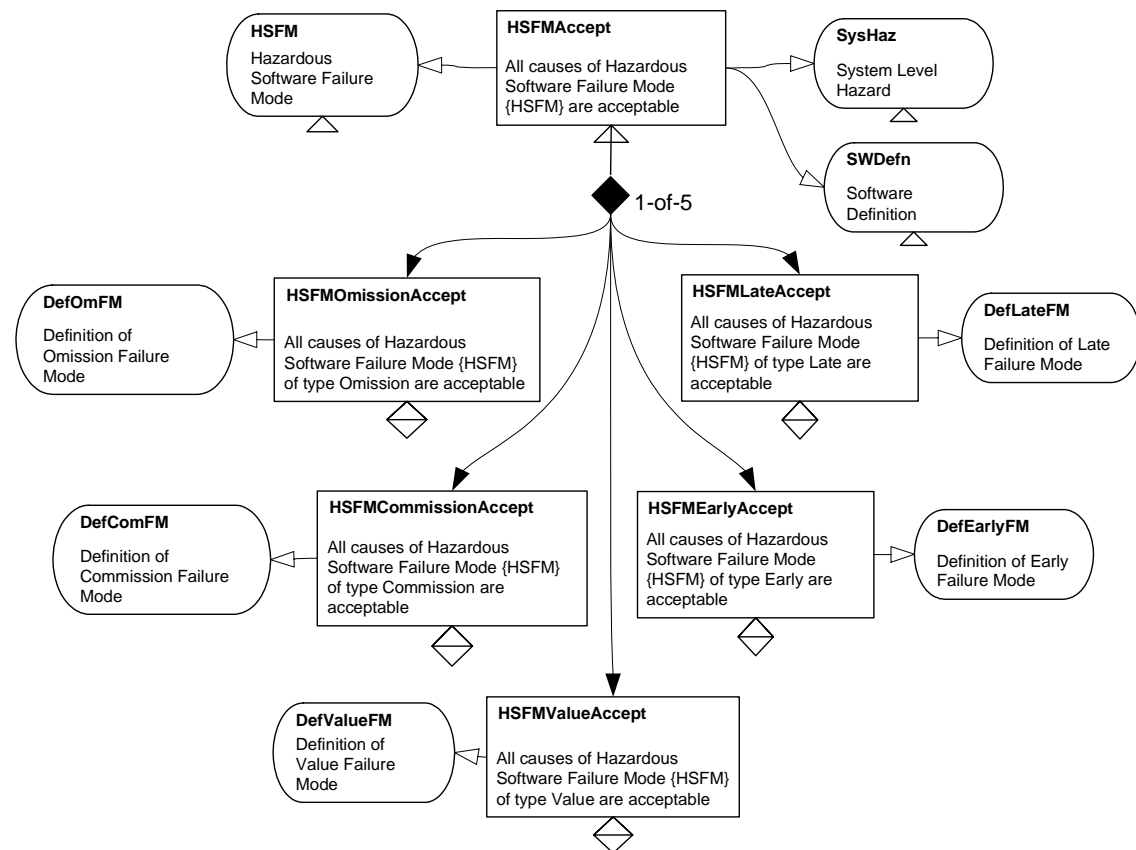 HSFM
Hazardous
Software Failure
Mode
HSFMAccept
All causes of Hazardous
Software Failure Mode
{HSFM} are acceptable
SysHaz
System Level
Hazard
SWDefn
Software
Definition
1-of-5
DefOmFM
Definition of
Omission Failure
Mode
HSFMOmissionAccept
All causes of Hazardous
Software Failure Mode {HSFM}
of type Omission are acceptable
HSFMLateAccept
All causes of Hazardous
Software Failure Mode
{HSFM} of type Late are
acceptable
DefLateFM
Definition of Late
Failure Mode
DefComFM
Definition of
Commission Failure
Mode
HSFMCommissionAccept
All causes of Hazardous
Software Failure Mode {HSFM}
of type Commission are
acceptable
HSFMEarlyAccept
All causes of Hazardous
Software Failure Mode
{HSFM} of type Early are
acceptable
DefEarlyFM
Definition of Early
Failure Mode
DefValueFM
Definition of
Value Failure
Mode
HSFMValueAccept
All causes of Hazardous
Software Failure Mode {HSFM}
of type Value are acceptable